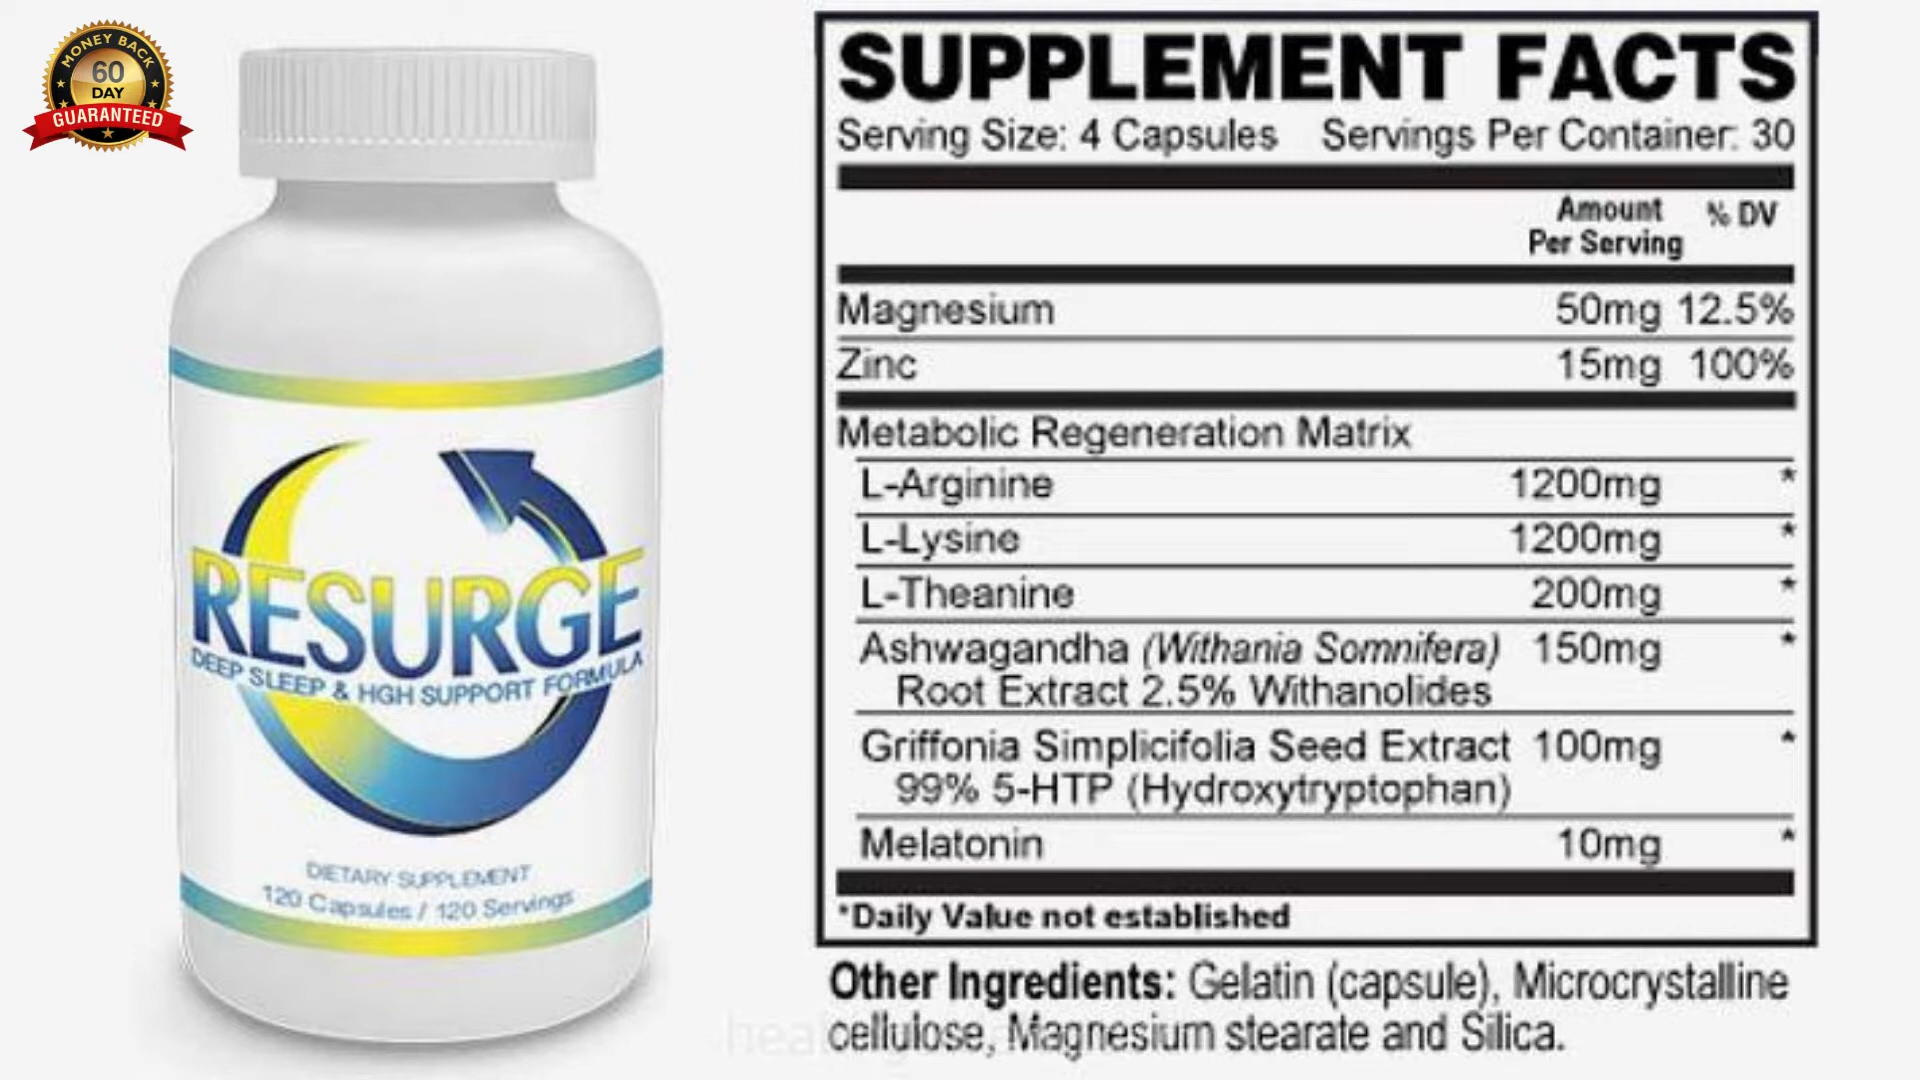 MONEY BACK
60
DAY
GUARANTEED
RESURGE
DEEP SLEEP & HGH SUPPORT FORMULA
DIETARY SUPPLEMENT
120 Capsules / 120 Servings
SUPPLEMENT FACTS
Serving Size: 4 Capsules Servings Per Container: 30
Amount % DV
Per Serving
Magnesium 50mg 12.5%
Zinc 15mg 100%
Metabolic Regeneration Matrix
L-Arginine 1200mg *
L-Lysine 1200mg *
L-Theanine 200mg *
Ashwagandha (Withania Somnifera) 150mg *
Root Extract 2.5% Withanolides
Griffonia Simplicifolia Seed Extract 100mg *
99% 5-HTP (Hydroxytryptophan)
Melatonin 10mg *
*Daily Value not established
Other Ingredients: Gelatin (capsule), Microcrystalline
cellulose, Magnesium stearate and Silica.